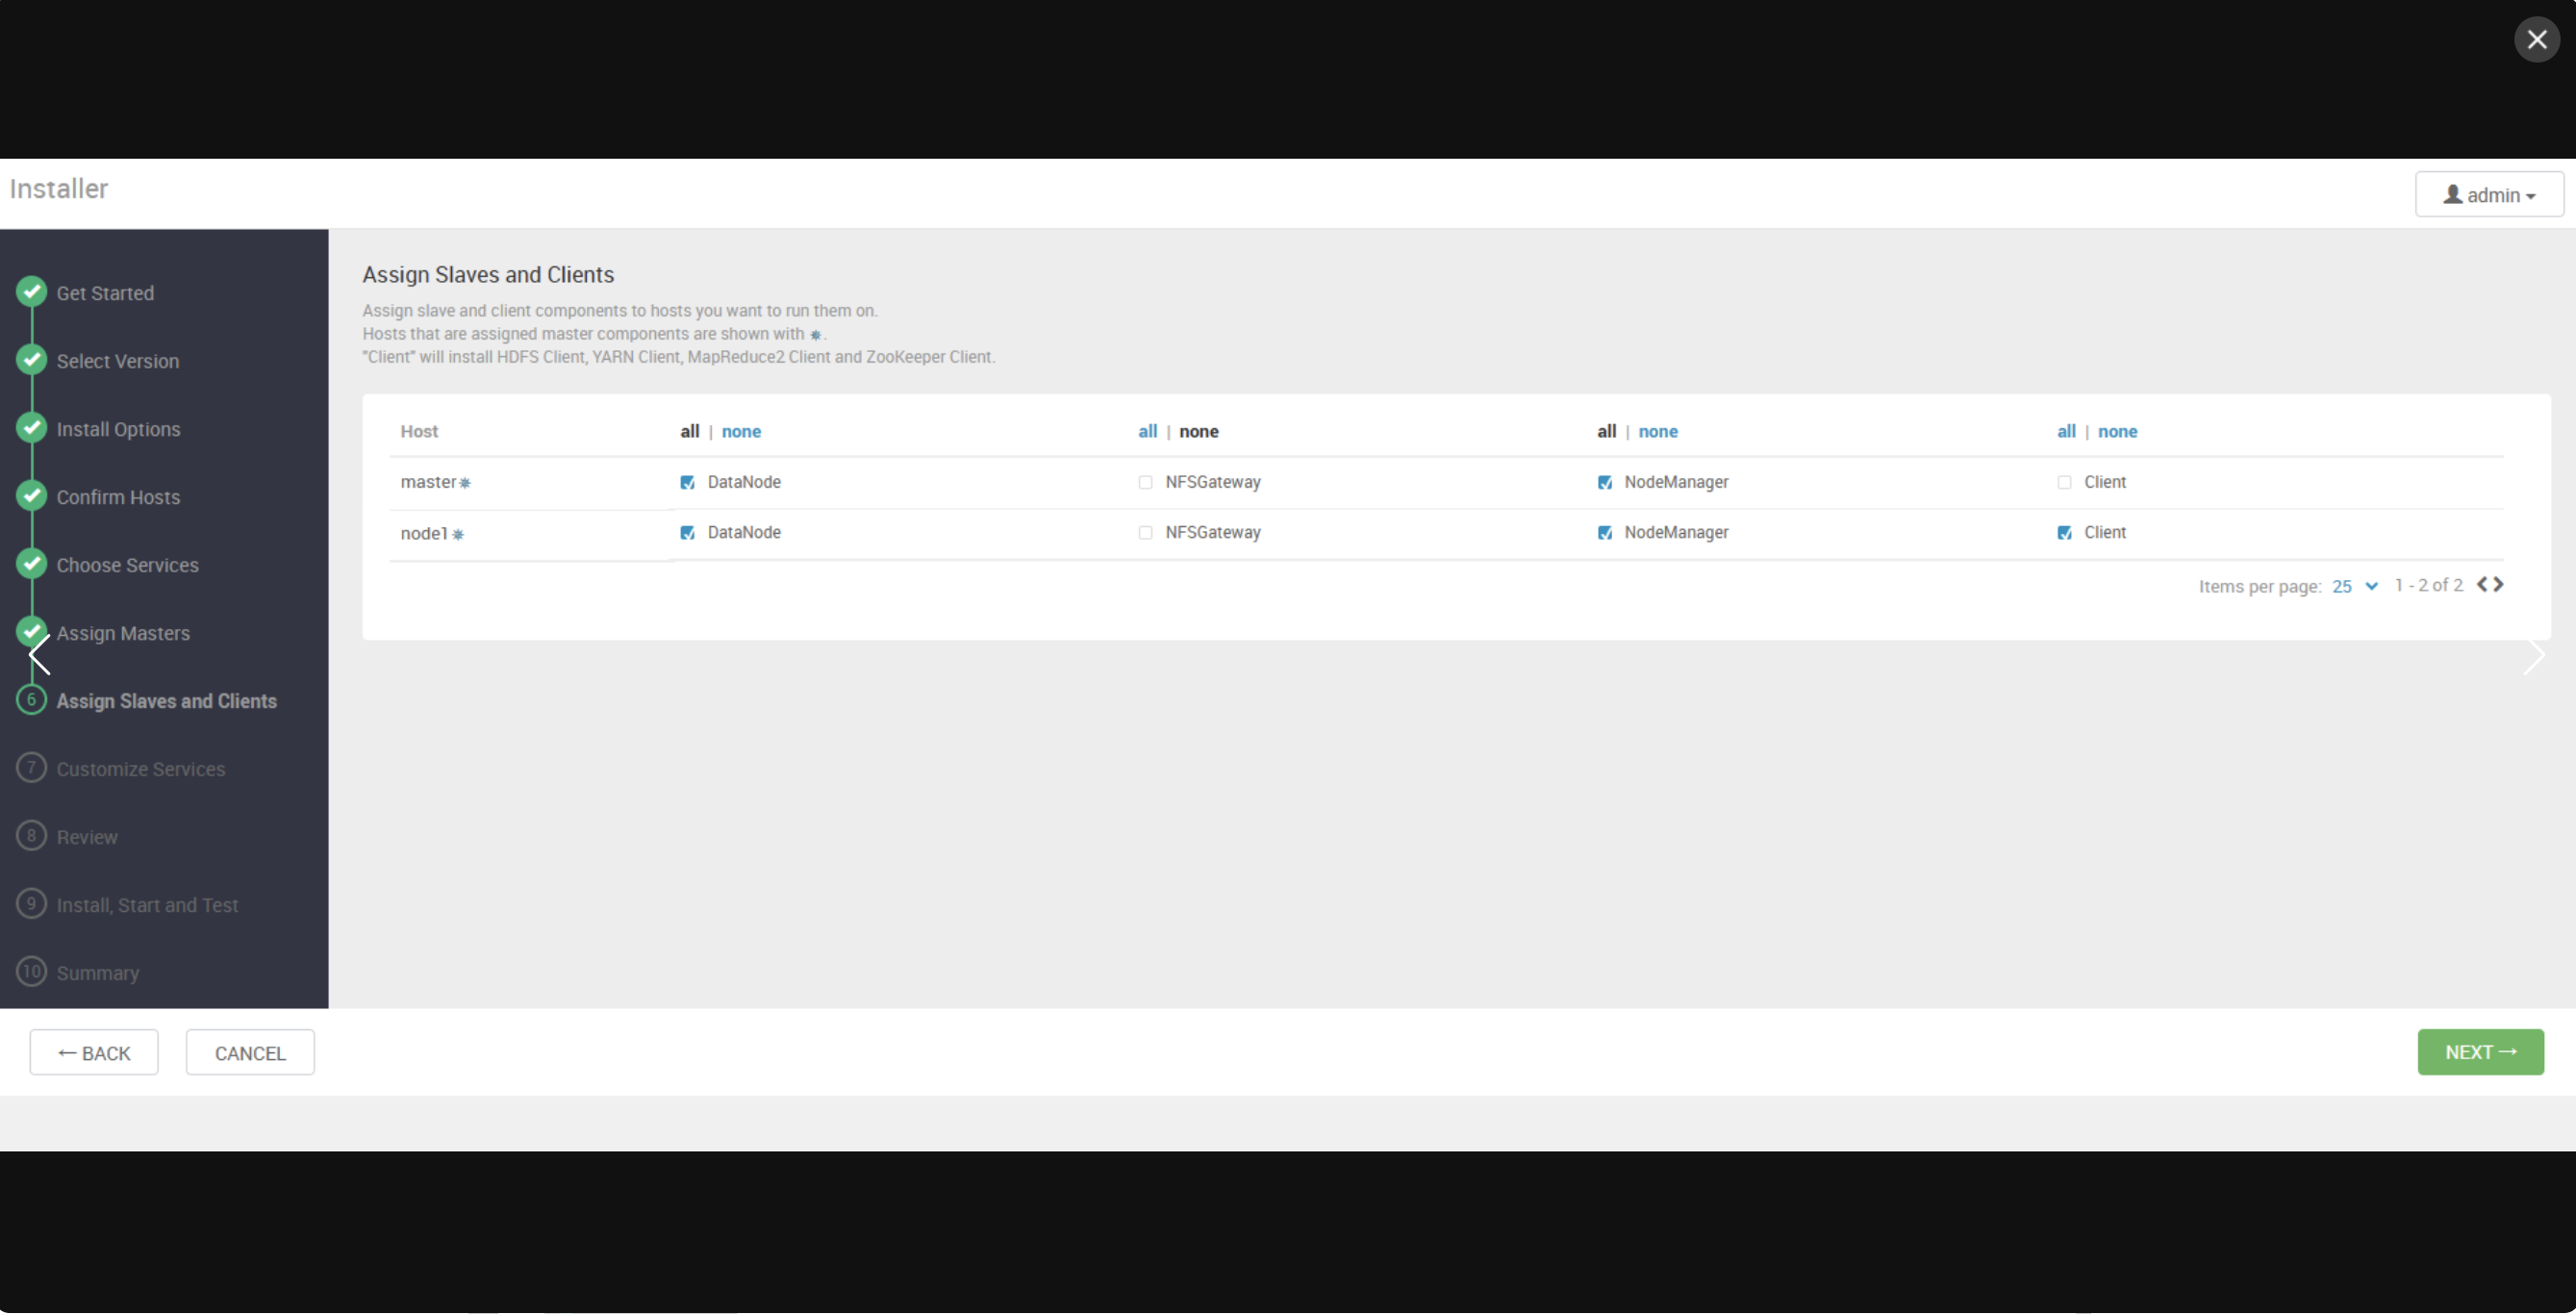 Installer
admin
Get Started
Select Version
Install Options
Confirm Hosts
Choose Services
Assign Masters
6 Assign Slaves and Clients
7 Customize Services
8 Review
9 Install, Start and Test
10 Summary
Assign Slaves and Clients
Assign slave and client components to hosts you want to run them on.
Hosts that are assigned master components are shown with ✵.
"Client" will install HDFS Client, YARN Client, MapReduce2 Client and ZooKeeper Client.
Host all | none all | none all | none all | none
master✵ DataNode NFSGateway NodeManager Client
node1✵ DataNode NFSGateway NodeManager Client
Items per page: 25 1 - 2 of 2
← BACK CANCEL NEXT →